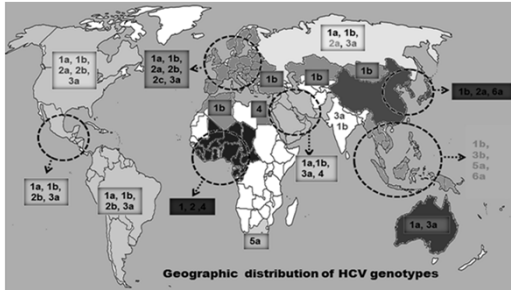 1a, 1b,
2a, 2b,
3a
1a, 1b,
2a, 2b,
2c, 3a
1a, 1b,
2a, 3a
1b
1b
1b
1b
4
3a
1b
1b, 2a, 6a
1a, 1b,
2b, 3a
1a, 1b,
2b, 3a
1, 2, 4
1a,1b,
3a, 4
1b,
3b,
5a,
6a
5a
1a, 3a
Geographic distribution of HCV genotypes